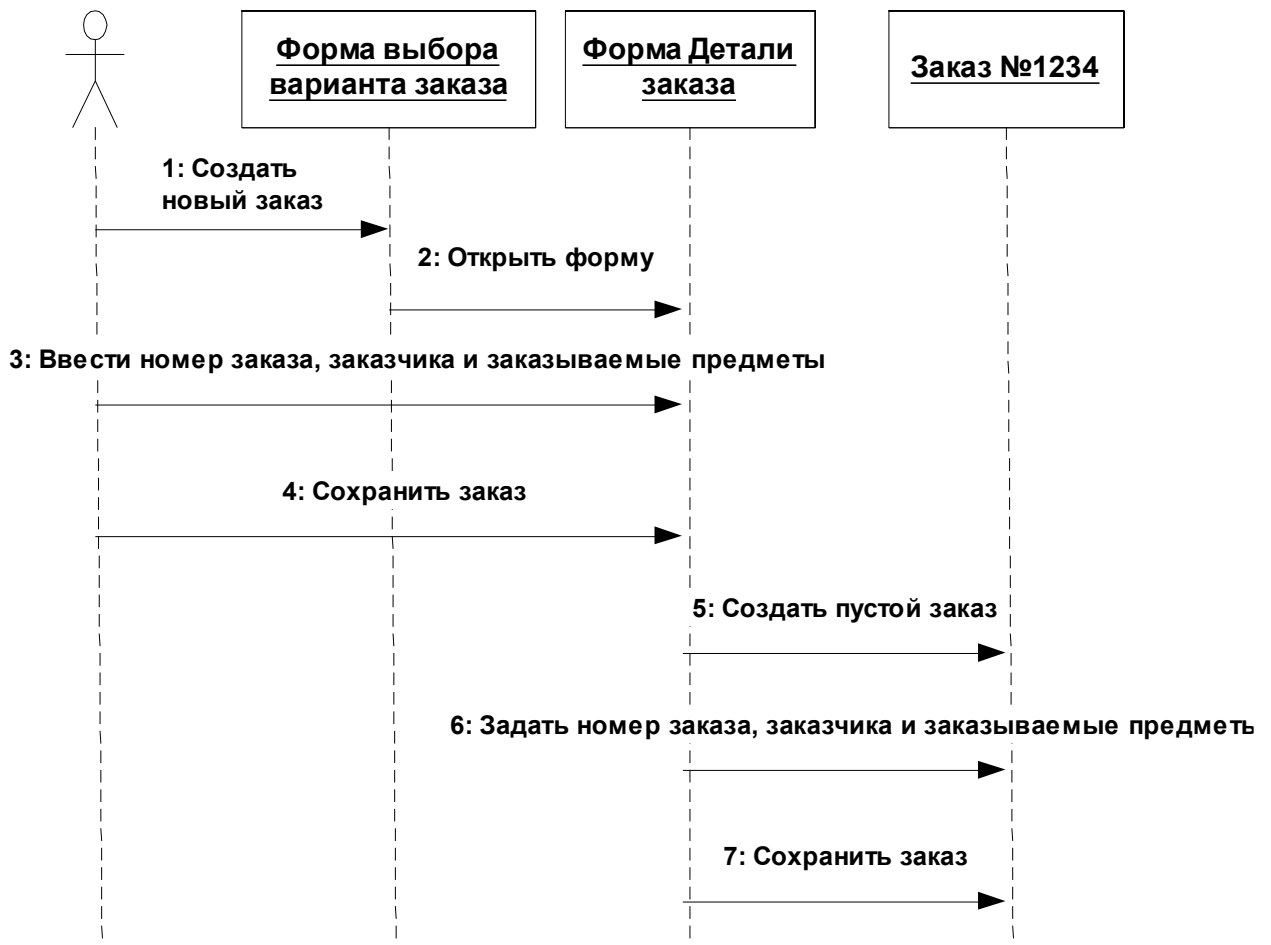 Форма выбора
варианта заказа
Форма Детали
заказа
Заказ №1234
1: Создать
новый заказ
2: Открыть форму
3: Ввести номер заказа, заказчика и заказываемые предметы
4: Сохранить заказ
5: Создать пустой заказ
6: Задать номер заказа, заказчика и заказываемые предметы
7: Сохранить заказ